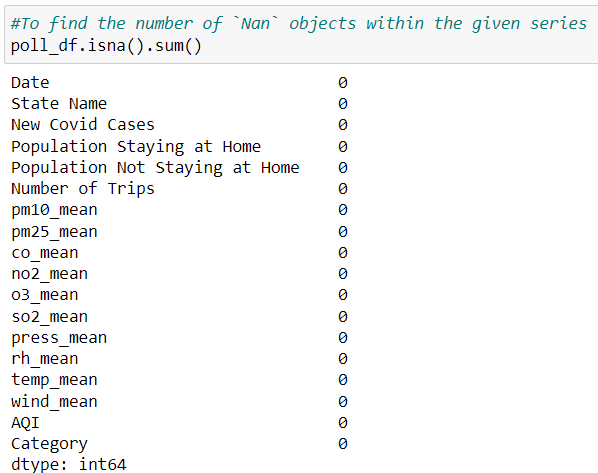 #To find the number of `Nan` objects within the given series
poll_df.isna().sum()
Date 0
State Name 0
New Covid Cases 0
Population Staying at Home 0
Population Not Staying at Home 0
Number of Trips 0
pm10_mean 0
pm25_mean 0
co_mean 0
no2_mean 0
o3_mean 0
so2_mean 0
press_mean 0
rh_mean 0
temp_mean 0
wind_mean 0
AQI 0
Category 0
dtype: int64